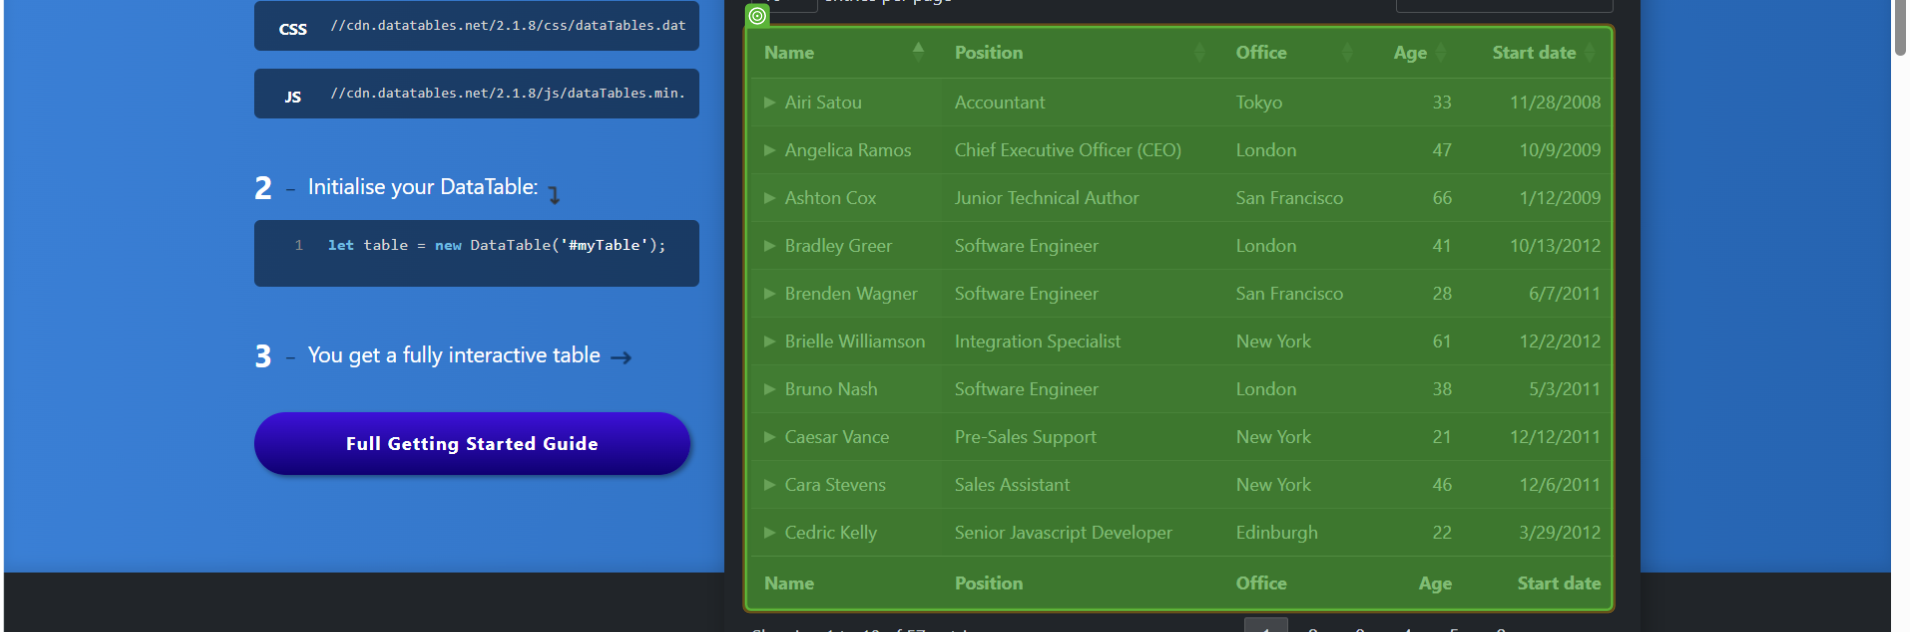 entries per page
CSS //cdn.datatables.net/2.1.8/css/dataTables.dat
JS //cdn.datatables.net/2.1.8/js/dataTables.min.
2 – Initialise your DataTable:
1 let table = new DataTable('#myTable');
3 – You get a fully interactive table →
Full Getting Started Guide
Name Position Office Age Start date
Airi Satou Accountant Tokyo 33 11/28/2008
Angelica Ramos Chief Executive Officer (CEO) London 47 10/9/2009
Ashton Cox Junior Technical Author San Francisco 66 1/12/2009
Bradley Greer Software Engineer London 41 10/13/2012
Brenden Wagner Software Engineer San Francisco 28 6/7/2011
Brielle Williamson Integration Specialist New York 61 12/2/2012
Bruno Nash Software Engineer London 38 5/3/2011
Caesar Vance Pre-Sales Support New York 21 12/12/2011
Cara Stevens Sales Assistant New York 46 12/6/2011
Cedric Kelly Senior Javascript Developer Edinburgh 22 3/29/2012
Name Position Office Age Start date